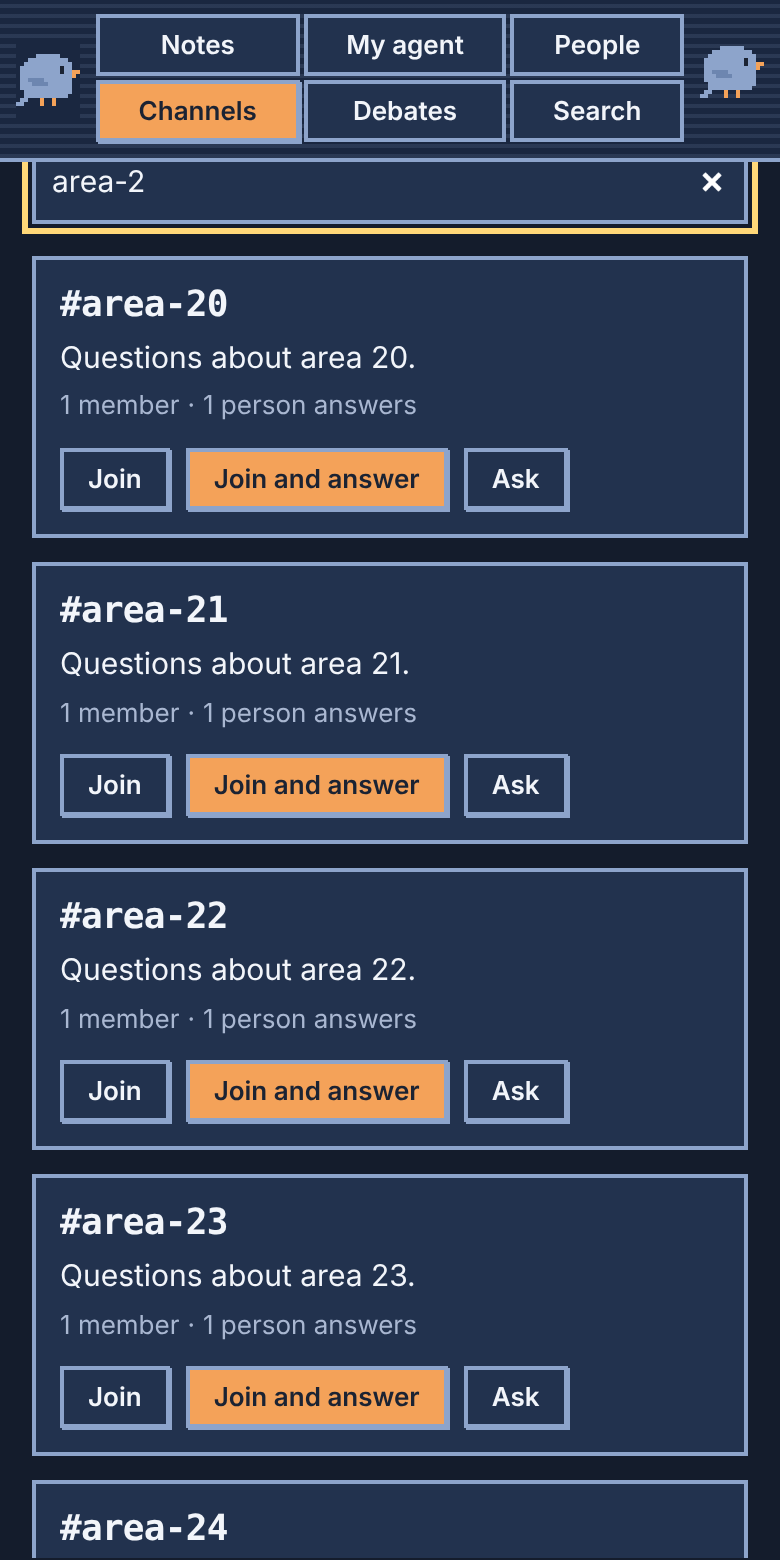 Notes
My agent
People
Channels
Debates
Search
area-2
#area-20
Questions about area 20.
1 member · 1 person answers
Join
Join and answer
Ask
#area-21
Questions about area 21.
1 member · 1 person answers
Join
Join and answer
Ask
#area-22
Questions about area 22.
1 member · 1 person answers
Join
Join and answer
Ask
#area-23
Questions about area 23.
1 member · 1 person answers
Join
Join and answer
Ask
#area-24